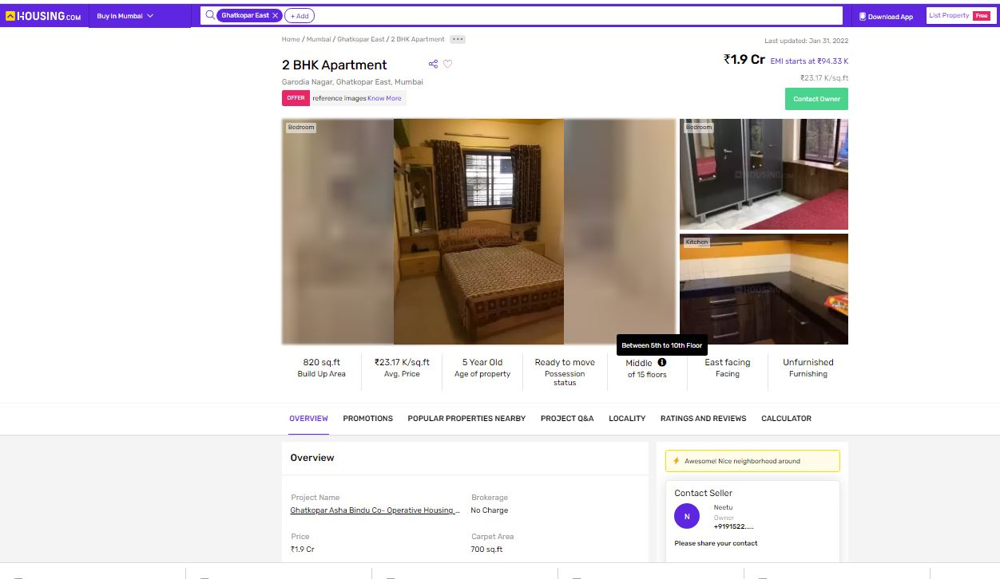 HOUSING.COM
Buy In Mumbai
Ghatkopar East
+ Add
Download App
List Property Free
Home / Mumbai / Ghatkopar East / 2 BHK Apartment
Last updated: Jan 31, 2022
2 BHK Apartment
₹1.9 Cr EMI starts at ₹94.33 K
Garodia Nagar, Ghatkopar East, Mumbai
₹23.17 K/sq.ft
OFFER reference images Know More
Contact Owner
Bedroom
Bedroom
HOUSING.COM
HOUSING
Kitchen
HOUSING
Between 5th to 10th Floor
820 sq.ft
Build Up Area
₹23.17 K/sq.ft
Avg. Price
5 Year Old
Age of property
Ready to move
Possession
status
Middle
of 15 floors
East facing
Facing
Unfurnished
Furnishing
OVERVIEW PROMOTIONS POPULAR PROPERTIES NEARBY PROJECT Q&A LOCALITY RATINGS AND REVIEWS CALCULATOR
Overview
Project Name
Ghatkopar Asha Bindu Co- Operative Housing ...
Brokerage
No Charge
Price
₹1.9 Cr
Carpet Area
700 sq.ft
Awesome! Nice neighborhood around
Contact Seller
N
Neetu
Owner
+9191522.....
Please share your contact